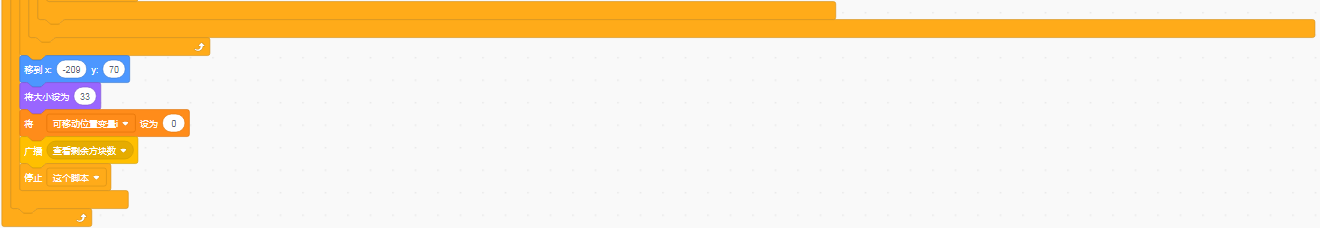 移到 x: -209 y: 70
将大小设为 33
将 可移动位置变量i 设为 0
广播 查看剩余方块数
停止 这个脚本